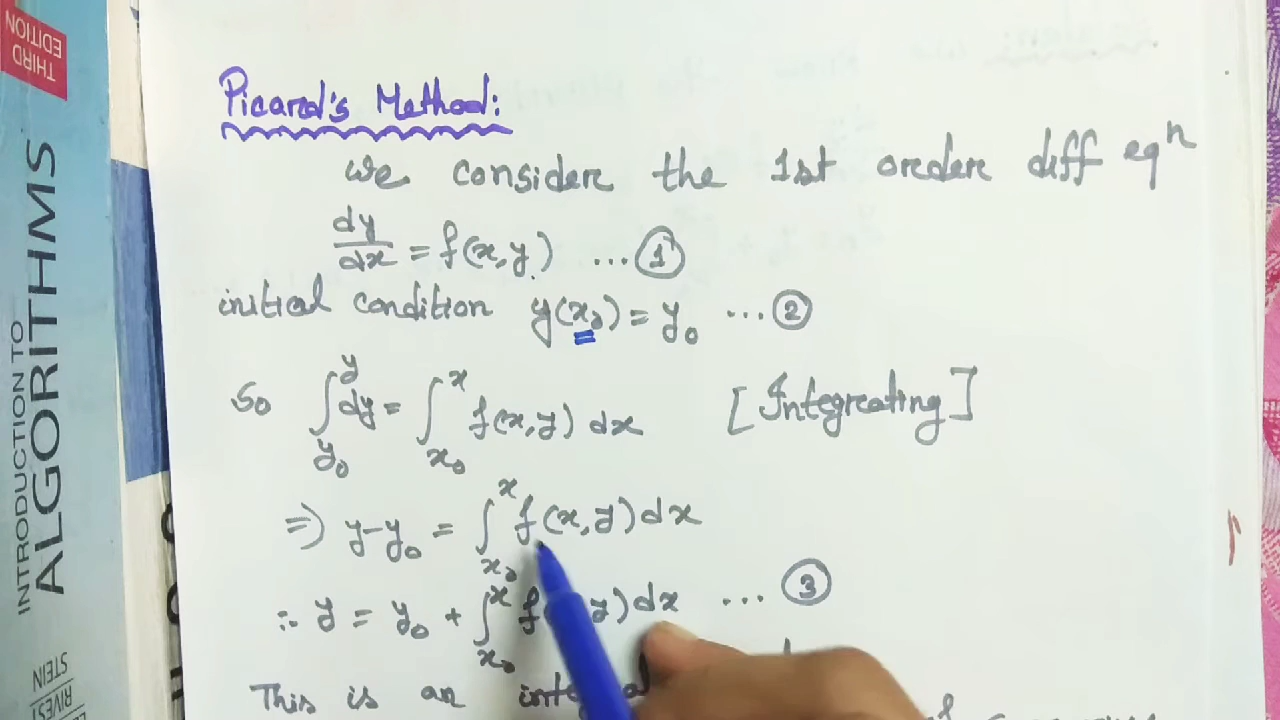 THIRD EDITION
INTRODUCTION TO
ALGORITHMS
STEIN
RIVEST
Picard's Method:
We consider the 1st order diff eqⁿ
dy/dx = f(x,y) ... ①
initial condition y(x₀) = y₀ ... ②
So ∫_{y₀}^{y} dy = ∫_{x₀}^{x} f(x,y) dx [Integrating]
⇒) y-y₀ = ∫_{x₀}^{x} f(x,y) dx
∴ y = y₀ + ∫_{x₀}^{x} f( y) dx ... ③
This is an